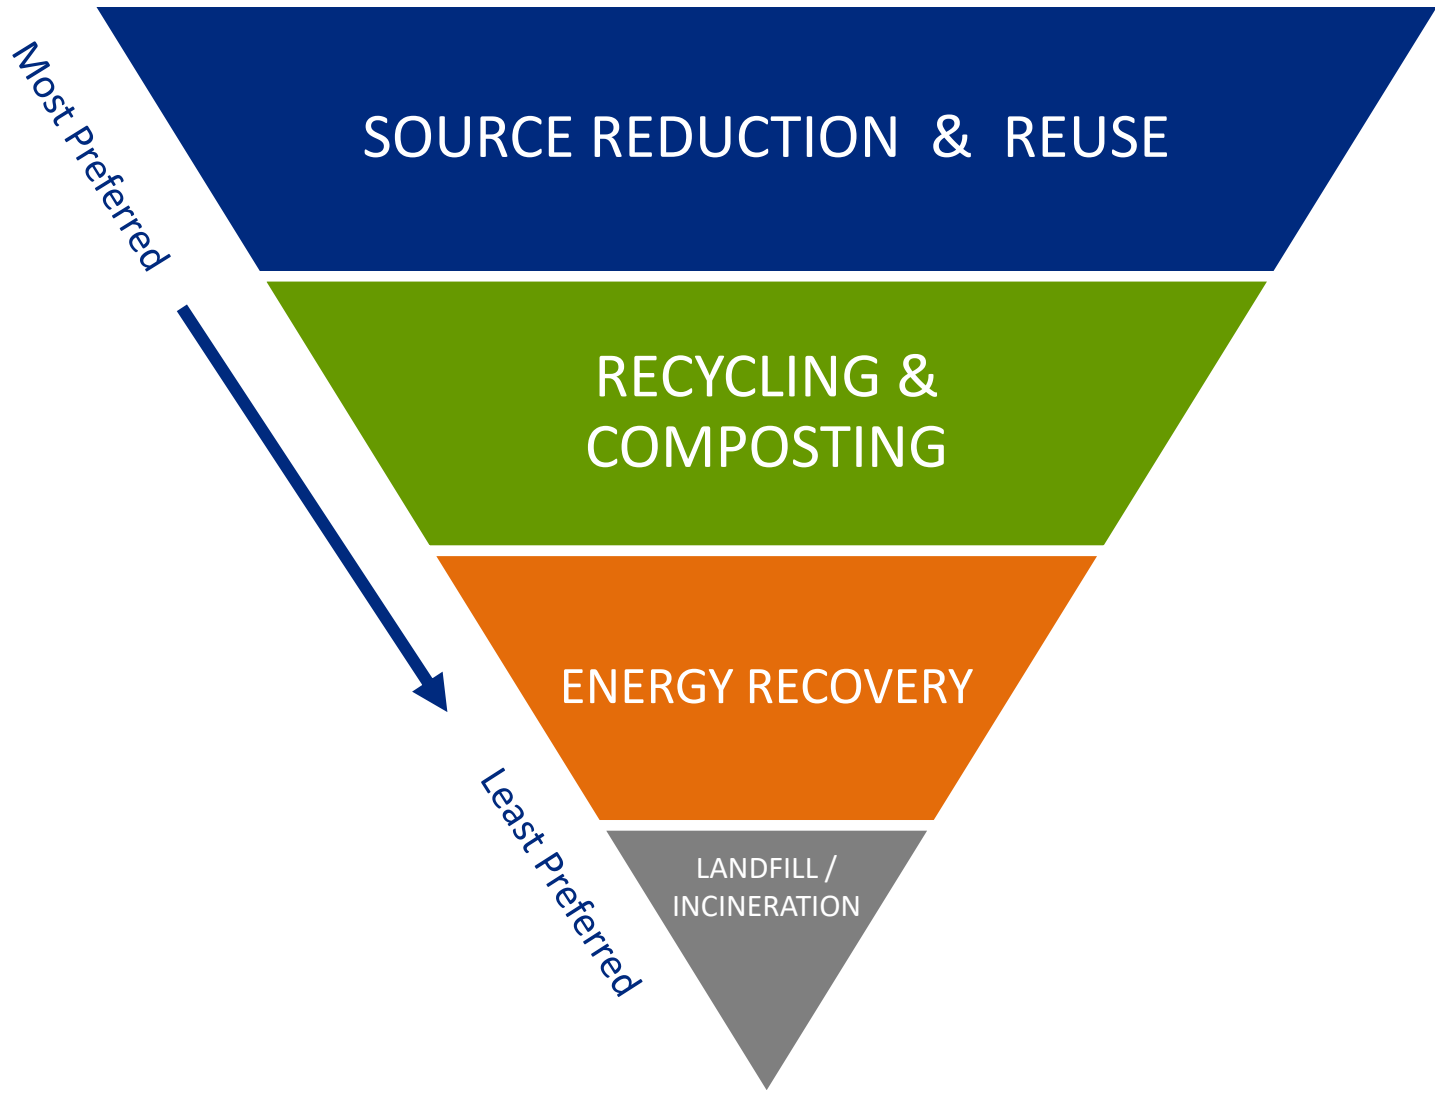 Most Preferred
SOURCE REDUCTION & REUSE
RECYCLING &
COMPOSTING
ENERGY RECOVERY
Least Preferred
LANDFILL /
INCINERATION